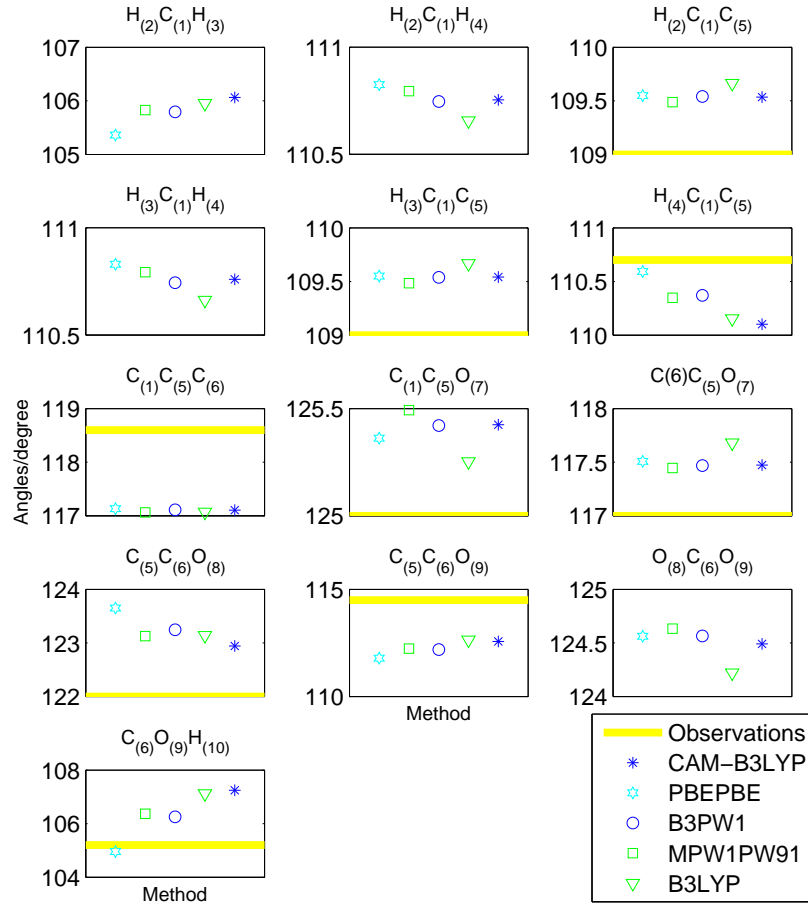 H(2)C(1)H(3)
107
106
105
H(2)C(1)H(4)
111
110.5
H(2)C(1)C(5)
110
109.5
109
H(3)C(1)H(4)
111
110.5
H(3)C(1)C(5)
110
109.5
109
H(4)C(1)C(5)
111
110.5
110
Angles/degree
C(1)C(5)C(6)
119
118
117
C(1)C(5)O(7)
125.5
125
C(6)C(5)O(7)
118
117.5
117
C(5)C(6)O(8)
124
123
122
C(5)C(6)O(9)
115
110
Method
O(8)C(6)O(9)
125
124.5
124
C(6)O(9)H(10)
108
106
104
Method
Observations
CAM−B3LYP
PBEPBE
B3PW1
MPW1PW91
B3LYP